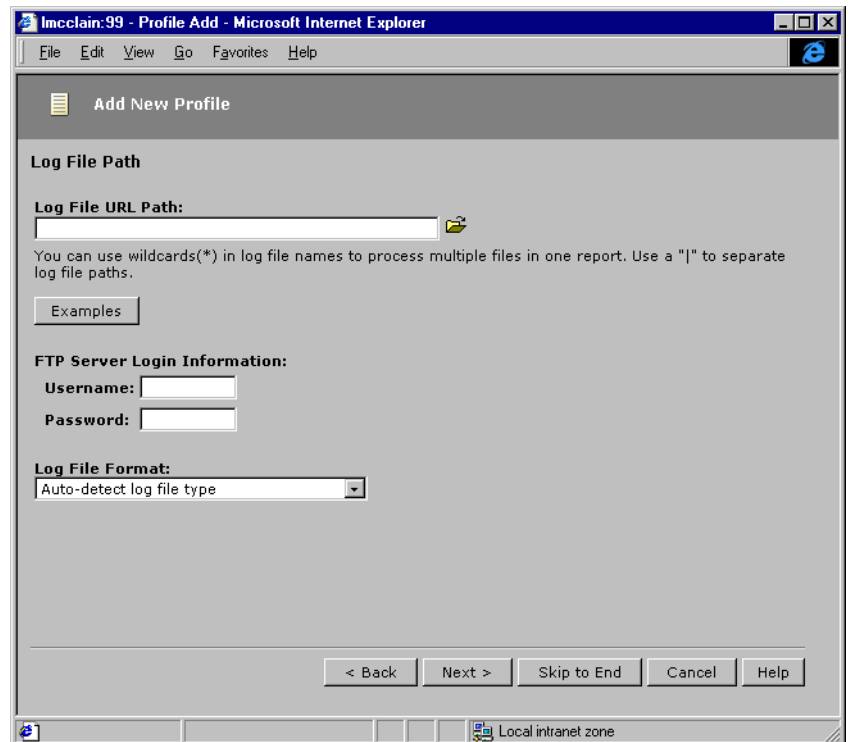 lmcclain:99 - Profile Add - Microsoft Internet Explorer
File Edit View Go Favorites Help
Add New Profile
Log File Path
Log File URL Path:
You can use wildcards(*) in log file names to process multiple files in one report. Use a "|" to separate
log file paths.
Examples
FTP Server Login Information:
Username:
Password:
Log File Format:
Auto-detect log file type
< Back Next > Skip to End Cancel Help
Local intranet zone